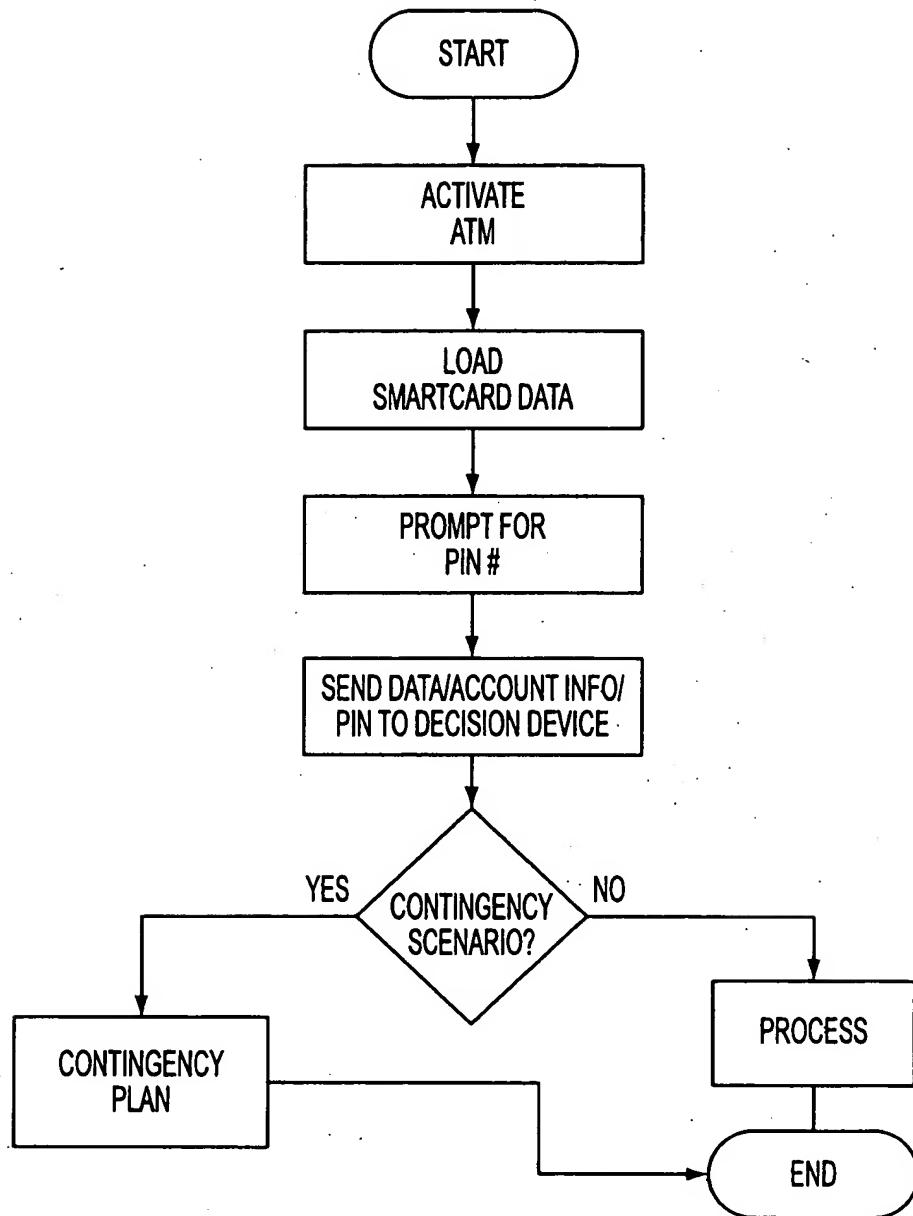 START
ACTIVATE
ATM
LOAD
SMARTCARD DATA
PROMPT FOR
PIN #
SEND DATA/ACCOUNT INFO/
PIN TO DECISION DEVICE
YES
CONTINGENCY
SCENARIO?
NO
CONTINGENCY
PLAN
PROCESS
END